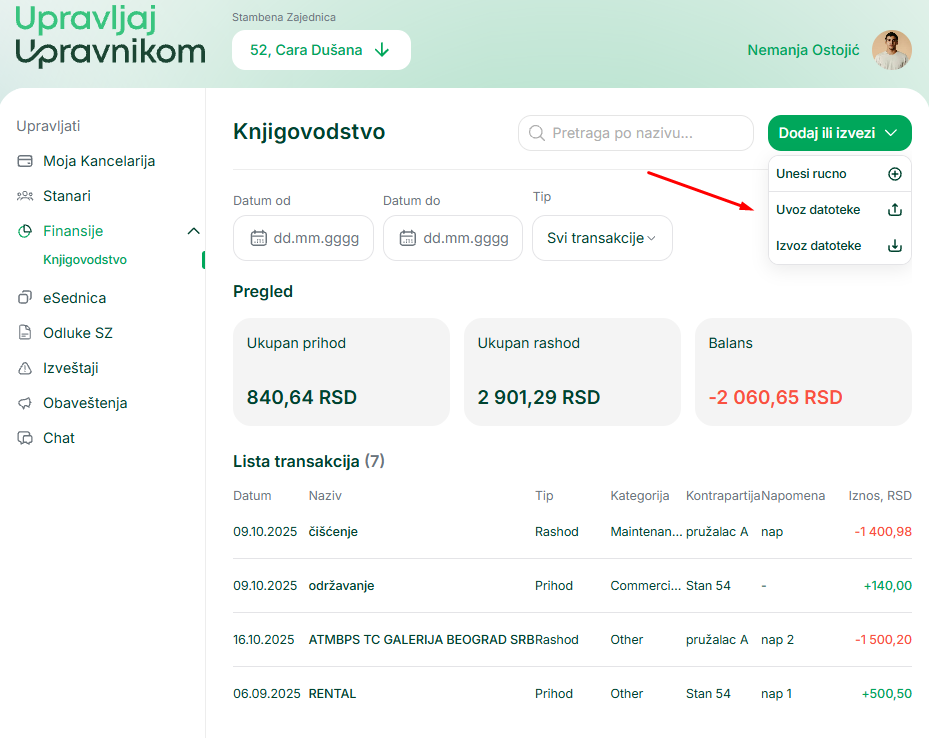 Upravljaj
Upravnikom
Stambena Zajednica
52, Cara Dušana
Nemanja Ostojić
Upravljati
Moja Kancelarija
Stanari
Finansije
Knjigovodstvo
eSednica
Odluke SZ
Izveštaji
Obaveštenja
Chat
Knjigovodstvo
Pretraga po nazivu...
Dodaj ili izvezi
Unesi rucno
Uvoz datoteke
Izvoz datoteke
Datum od
Datum do
Tip
dd.mm.gggg
dd.mm.gggg
Svi transakcije
Pregled
Ukupan prihod
840,64 RSD
Ukupan rashod
2 901,29 RSD
Balans
-2 060,65 RSD
Lista transakcija (7)
Datum Naziv Tip Kategorija Kontrapartija Napomena Iznos, RSD
09.10.2025 čišćenje Rashod Maintenan... pružalac A nap -1 400,98
09.10.2025 održavanje Prihod Commerci... Stan 54 - +140,00
16.10.2025 ATMBPS TC GALERIJA BEOGRAD SRB Rashod Other pružalac A nap 2 -1 500,20
06.09.2025 RENTAL Prihod Other Stan 54 nap 1 +500,50